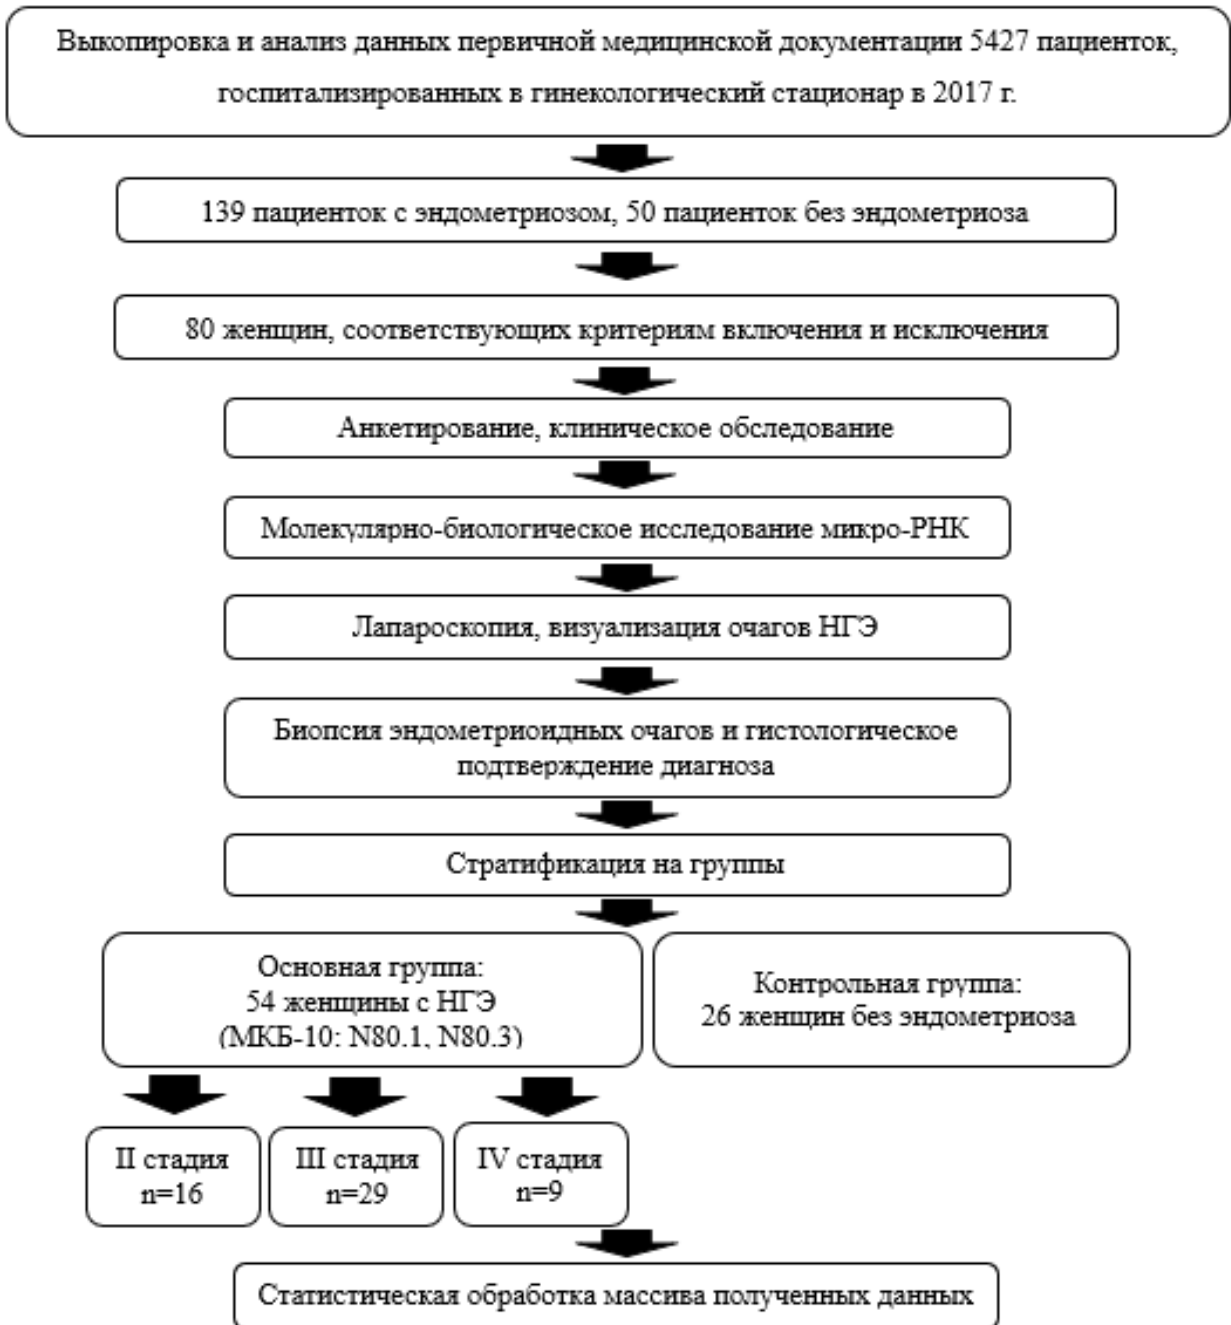 Выкопировка и анализ данных первичной медицинской документации 5427 пациенток,
госпитализированных в гинекологический стационар в 2017 г.
139 пациенток с эндометриозом, 50 пациенток без эндометриоза
80 женщин, соответствующих критериям включения и исключения
Анкетирование, клиническое обследование
Молекулярно-биологическое исследование микро-РНК
Лапароскопия, визуализация очагов НГЭ
Биопсия эндометриоидных очагов и гистологическое
подтверждение диагноза
Стратификация на группы
Основная группа:
54 женщины с НГЭ
(МКБ-10: N80.1, N80.3)
Контрольная группа:
26 женщин без эндометриоза
II стадия
n=16
III стадия
n=29
IV стадия
n=9
Статистическая обработка массива полученных данных